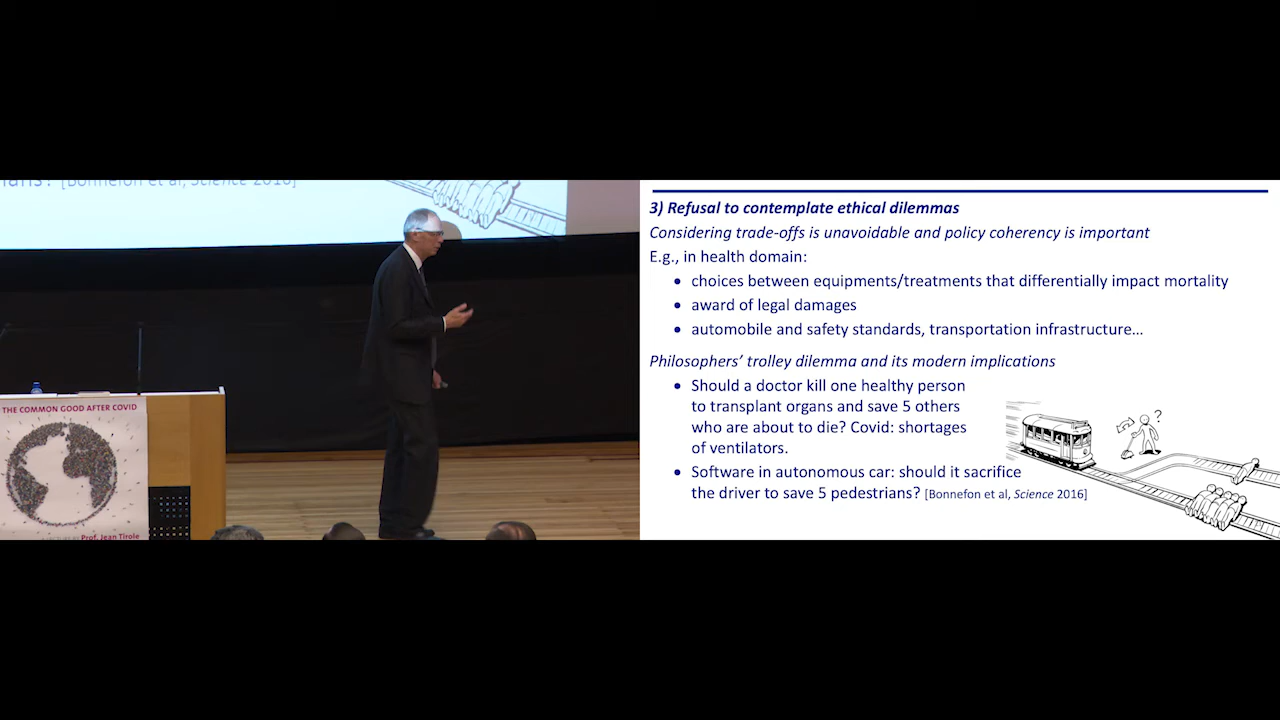 [Bonnefon et al, Science 2016]
THE COMMON GOOD AFTER COVID
Prof. Jean Tirole
3) Refusal to contemplate ethical dilemmas
Considering trade-offs is unavoidable and policy coherency is important
E.g., in health domain:
• choices between equipments/treatments that differentially impact mortality
• award of legal damages
• automobile and safety standards, transportation infrastructure…
Philosophers’ trolley dilemma and its modern implications
• Should a doctor kill one healthy person
to transplant organs and save 5 others
who are about to die? Covid: shortages
of ventilators.
• Software in autonomous car: should it sacrifice
the driver to save 5 pedestrians? [Bonnefon et al, Science 2016]
?